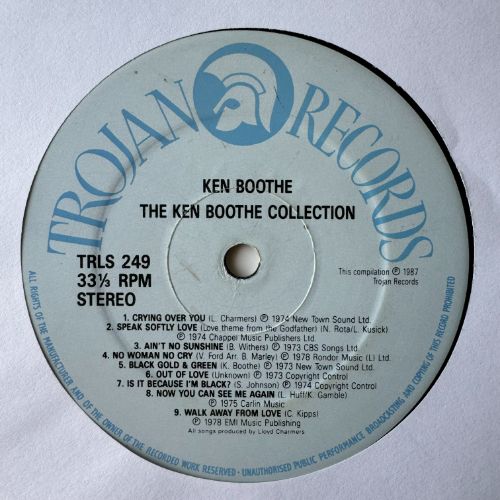 TROJAN RECORDS
KEN BOOTHE
THE KEN BOOTHE COLLECTION
TRLS 249
33⅓ RPM
STEREO
This compilation ℗ 1987
Trojan Records
1. CRYING OVER YOU (L. Charmers) ℗ 1974 New Town Sound Ltd.
2. SPEAK SOFTLY LOVE (Love theme from the Godfather) (N. Rota/L. Kusick)
℗ 1974 Chappel Music Publishers Ltd.
3. AIN'T NO SUNSHINE (B. Withers) ℗ 1973 CBS Songs Ltd.
4. NO WOMAN NO CRY (V. Ford Arr. B. Marley) ℗ 1978 Rondor Music (L) Ltd.
5. BLACK GOLD & GREEN (K. Boothe) ℗ 1973 New Town Sound Ltd.
6. OUT OF LOVE (Unknown) ℗ 1973 Copyright Control
7. IS IT BECAUSE I'M BLACK? (S. Johnson) ℗ 1974 Copyright Control
8. NOW YOU CAN SEE ME AGAIN (L. Huff/K. Gamble)
℗ 1975 Carlin Music
9. WALK AWAY FROM LOVE (C. Kipps)
℗ 1978 EMI Music Publishing
All songs produced by Lloyd Charmers
ALL RIGHTS OF THE MANUFACTURER AND OF THE OWNER OF THE RECORDED WORK RESERVED - UNAUTHORISED PUBLIC PERFORMANCE BROADCASTING AND COPYING OF THIS RECORD PROHIBITED